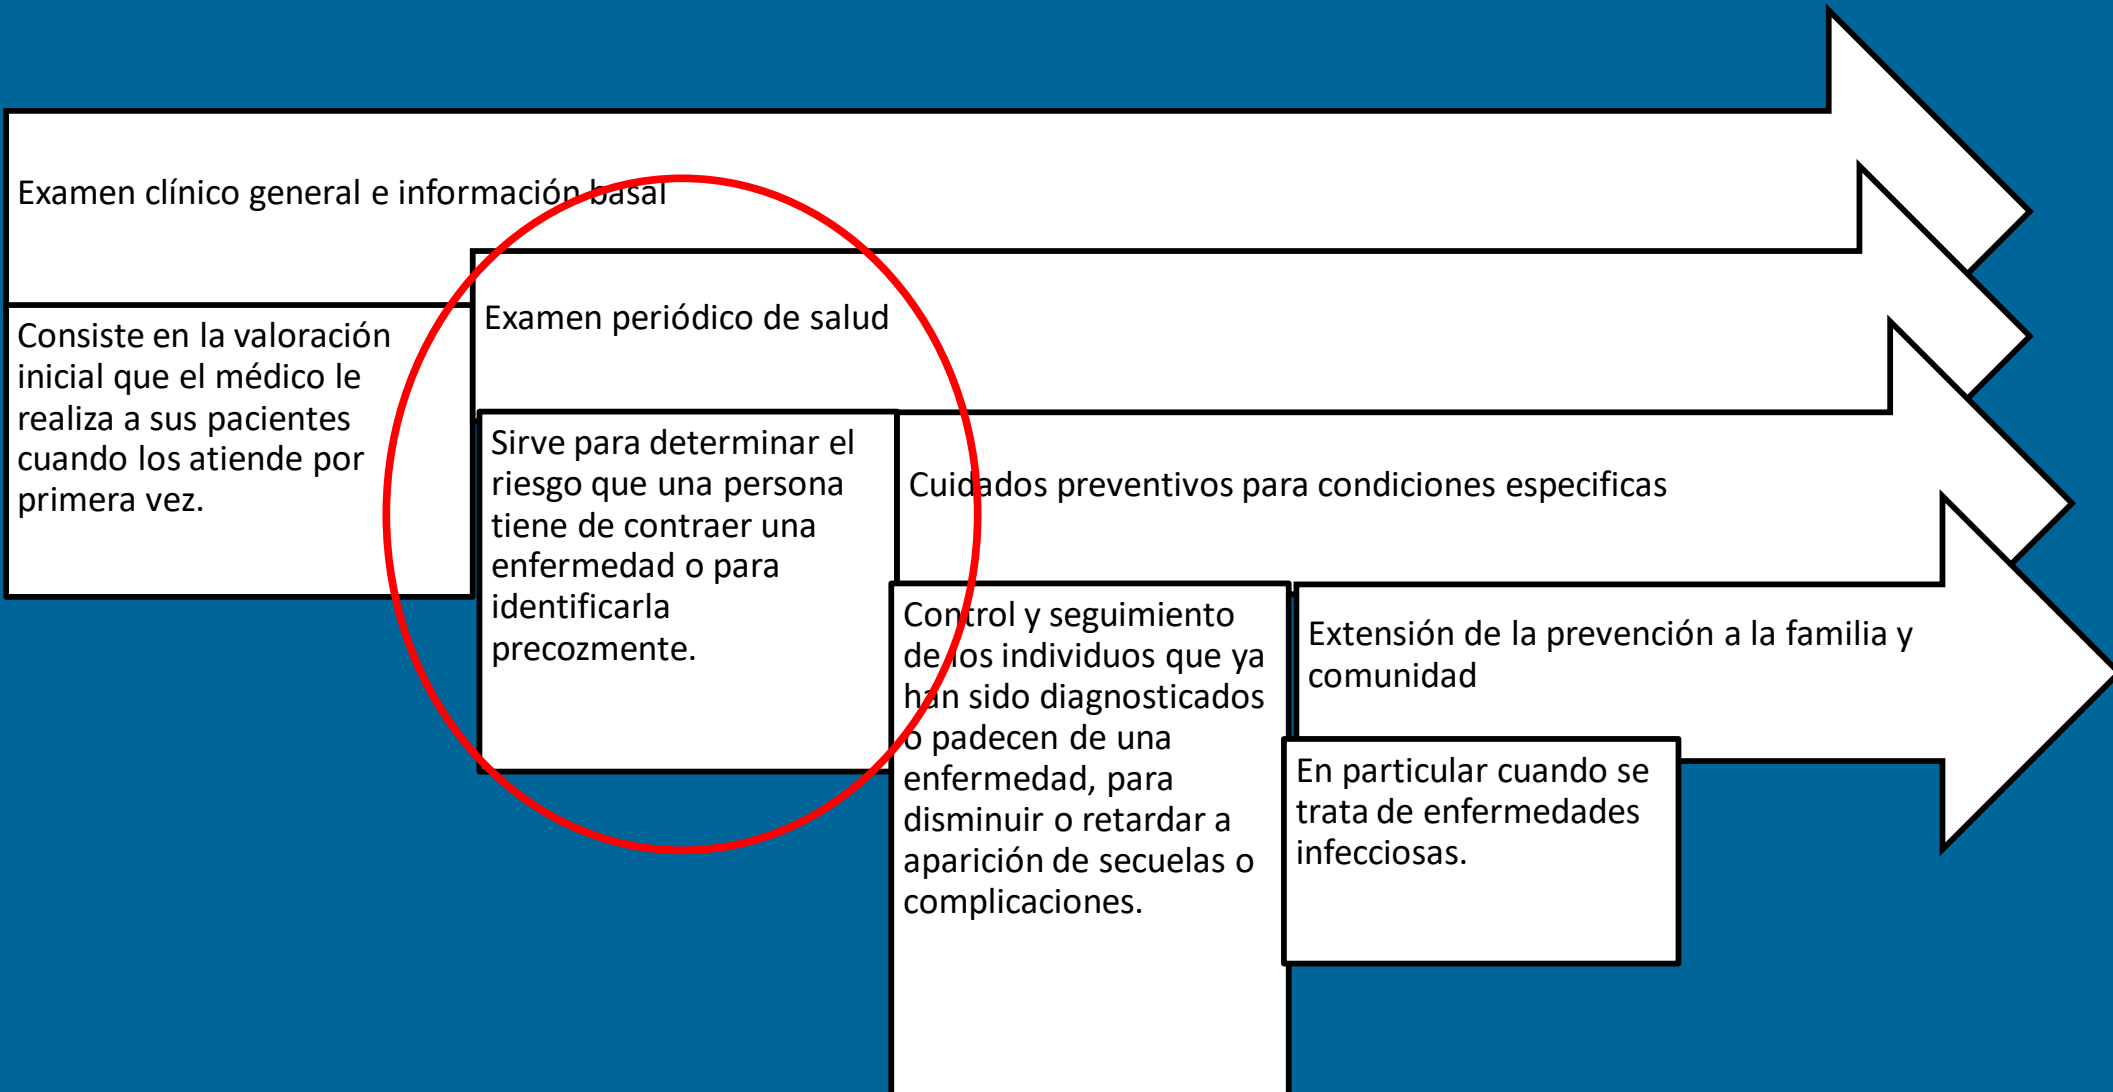 Examen clínico general e información basal
Consiste en la valoración
inicial que el médico le
realiza a sus pacientes
cuando los atiende por
primera vez.
Examen periódico de salud
Sirve para determinar el
riesgo que una persona
tiene de contraer una
enfermedad o para
identificarla
precozmente.
Cuidados preventivos para condiciones especificas
Control y seguimiento
de los individuos que ya
han sido diagnosticados
o padecen de una
enfermedad, para
disminuir o retardar a
aparición de secuelas o
complicaciones.
Extensión de la prevención a la familia y
comunidad
En particular cuando se
trata de enfermedades
infecciosas.